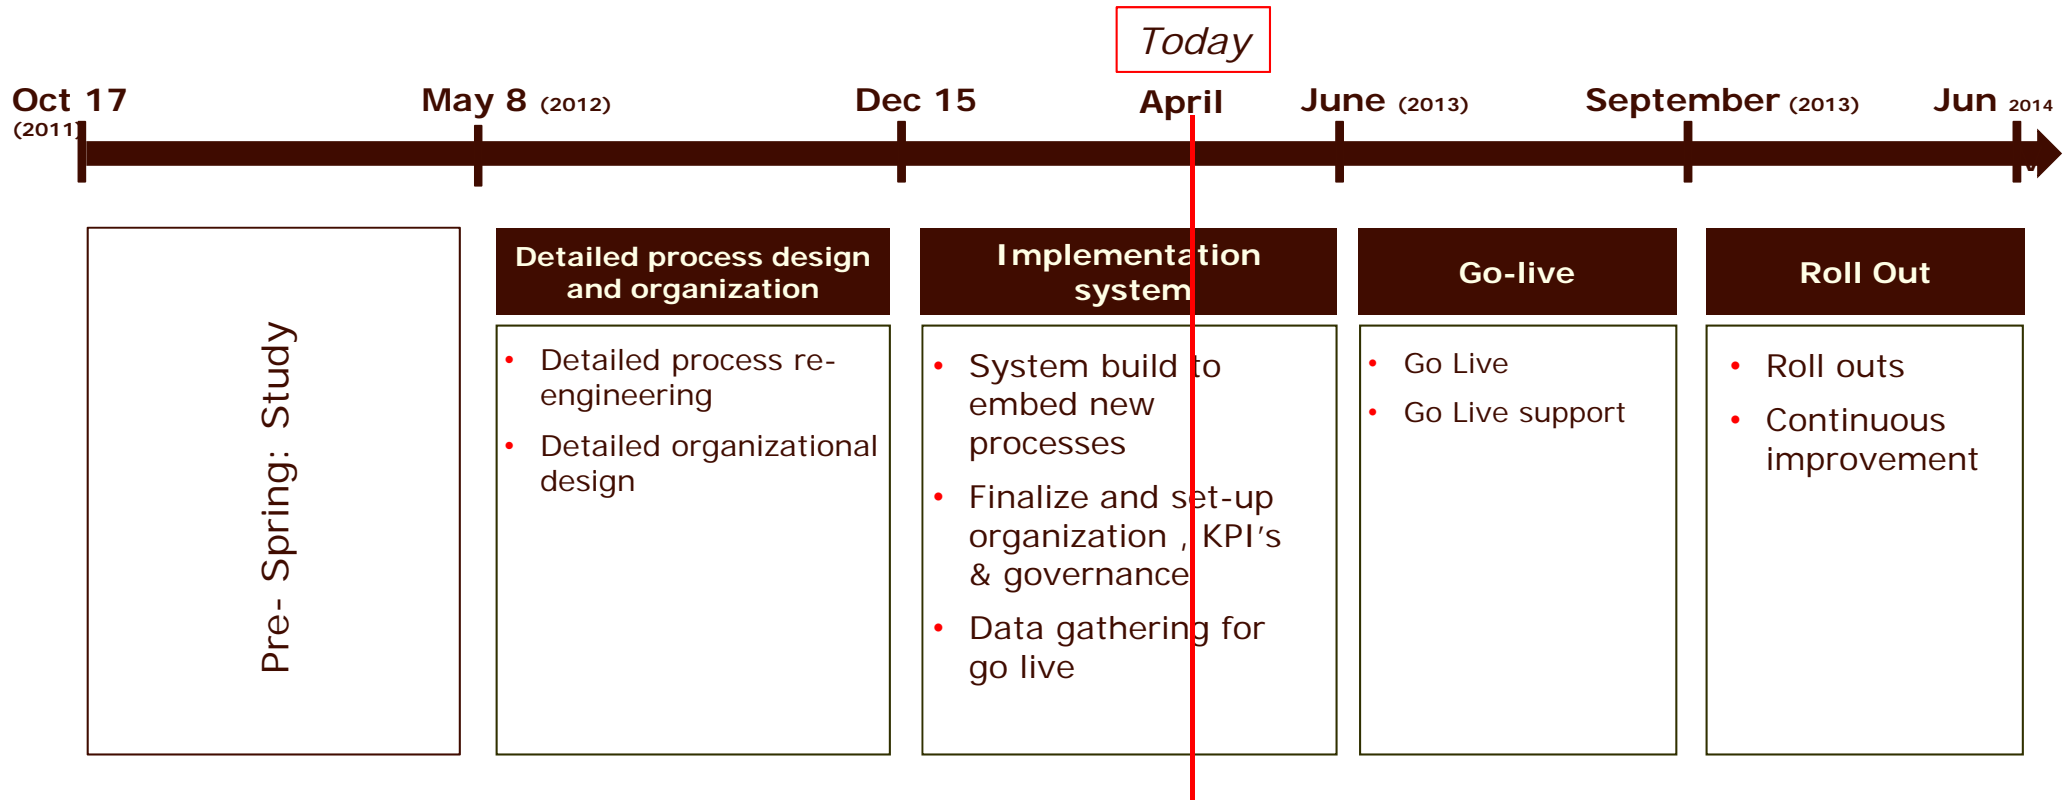 Today
Oct 17
(2011)
May 8 (2012)
Dec 15
April
June (2013)
September (2013)
Jun 2014
Pre- Spring: Study
Detailed process design
and organization
• Detailed process re-
engineering
• Detailed organizational
design
Implementation
system
• System build to
embed new
processes
• Finalize and set-up
organization , KPI's
& governance
• Data gathering for
go live
Go-live
• Go Live
• Go Live support
Roll Out
• Roll outs
• Continuous
improvement